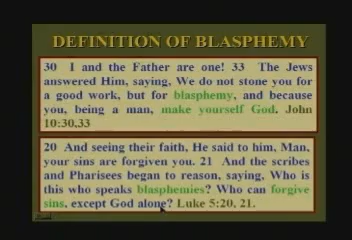 DEFINITION OF BLASPHEMY
30 I and the Father are one! 33 The Jews
answered Him, saying, We do not stone you for
a good work, but for blasphemy, and because
you, being a man, make yourself God. John
10:30,33
20 And seeing their faith, He said to him, Man,
your sins are forgiven you. 21 And the scribes
and Pharisees began to reason, saying, Who is
this who speaks blasphemies? Who can forgive
sins, except God alone? Luke 5:20, 21.